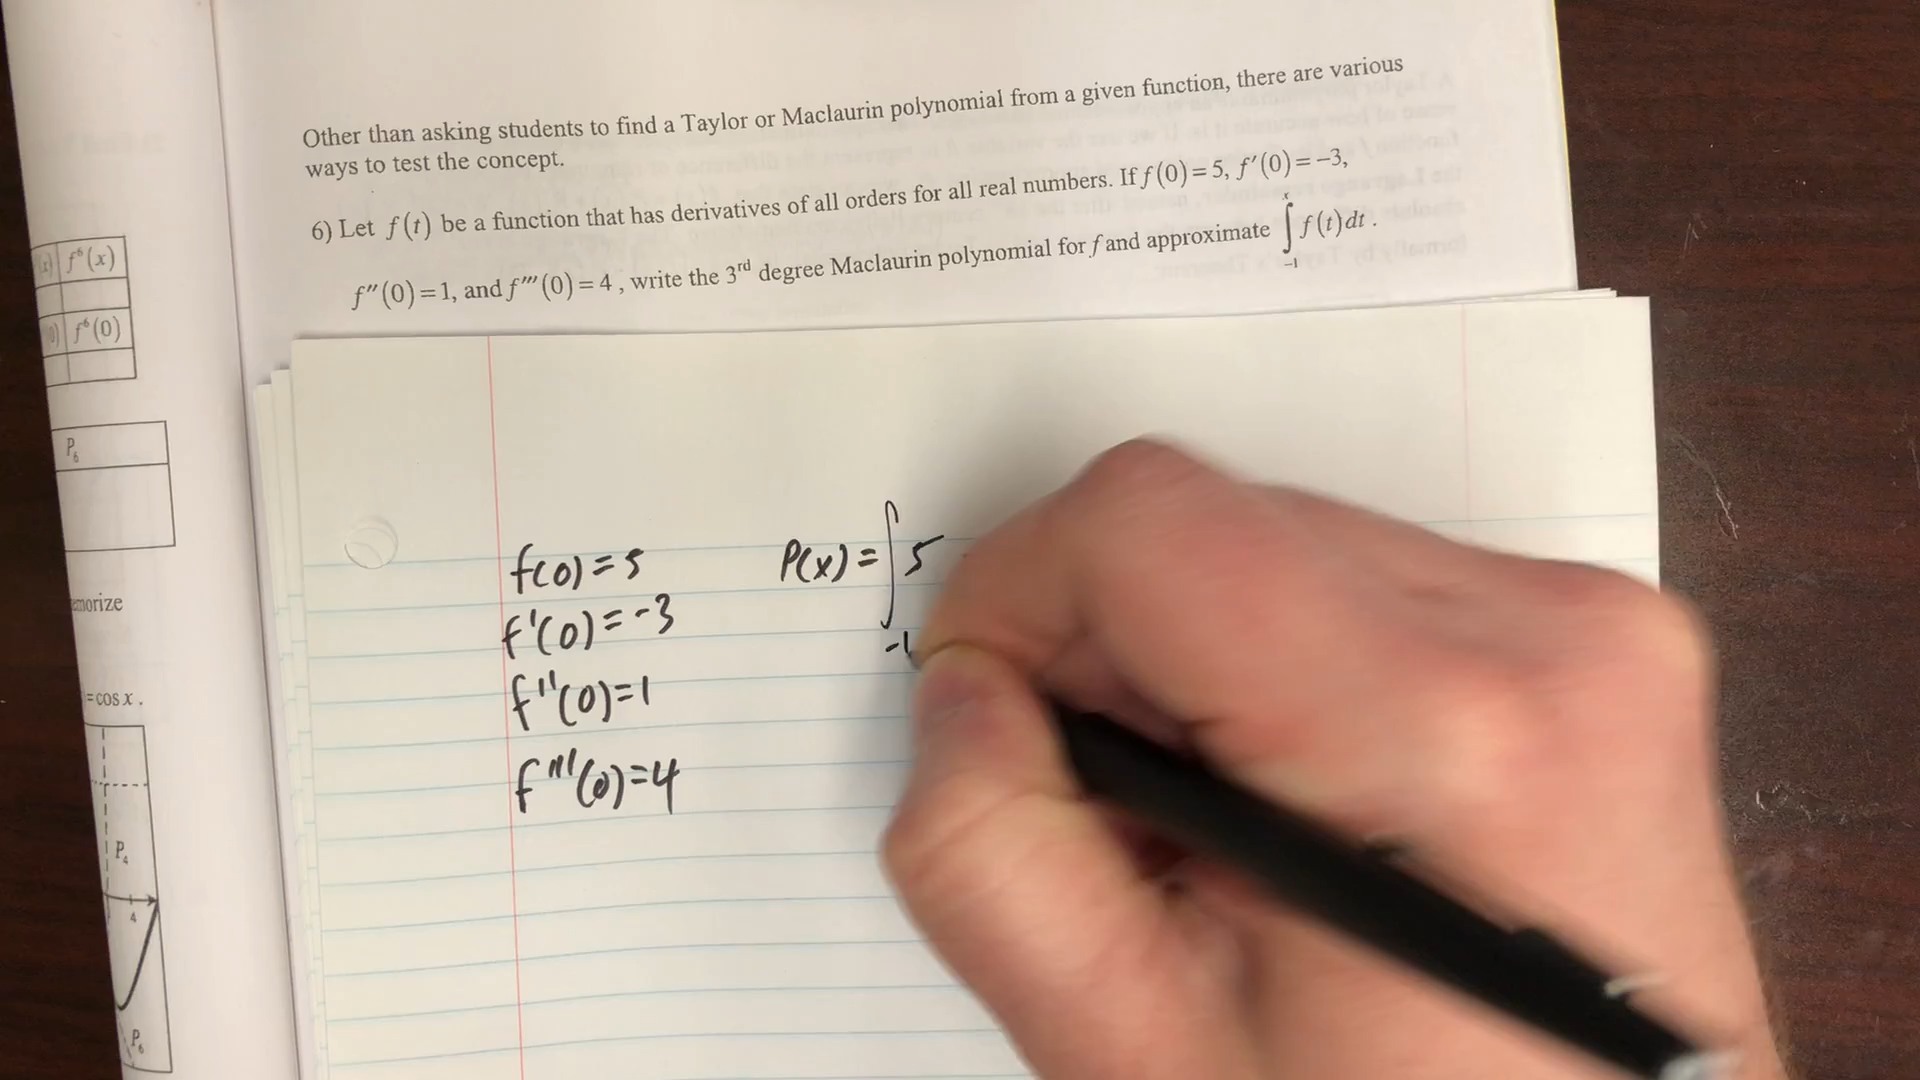 Other than asking students to find a Taylor or Maclaurin polynomial from a given function, there are various
ways to test the concept.
6) Let f(t) be a function that has derivatives of all orders for all real numbers. If f(0)=5, f′(0)=−3,
f″(0)=1, and f‴(0)=4, write the 3rd degree Maclaurin polynomial for f and approximate ∫ₓ₋₁ f(t)dt.
f⁶(x)
f⁶(0)
P₆
emorize
=cos x.
P₄
4
P₆
f(0)=5
f'(0)=-3
f''(0)=1
f'''(0)=4
P(x)=∫ 5
-1